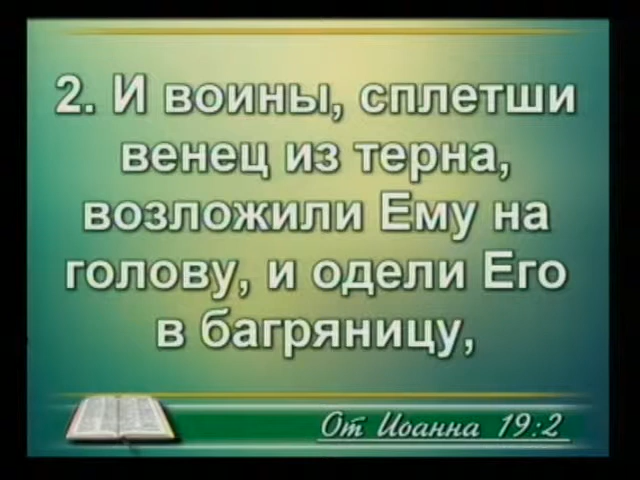 2. И воины, сплетши
венец из терна,
возложили Ему на
голову, и одели Его
в багряницу,
От Иоанна 19:2